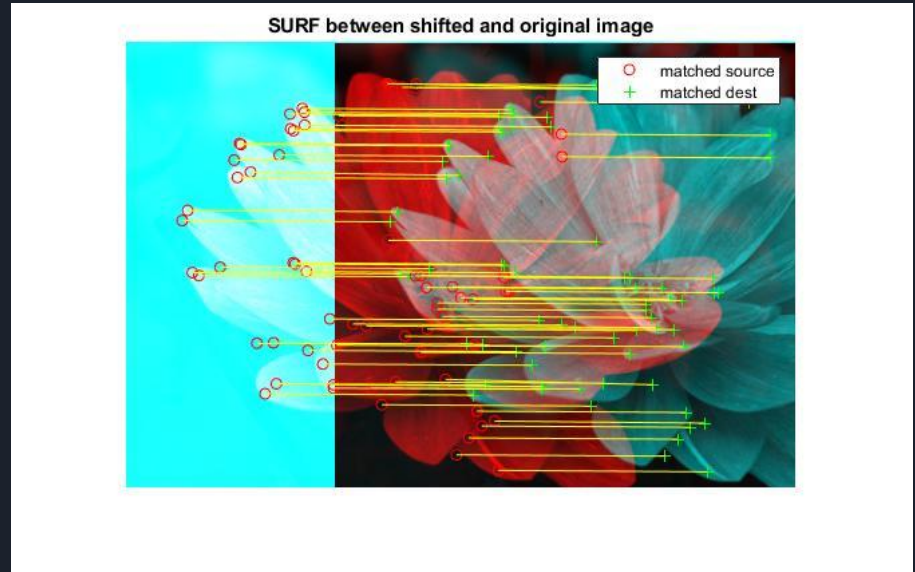 SURF between shifted and original image
matched source
matched dest